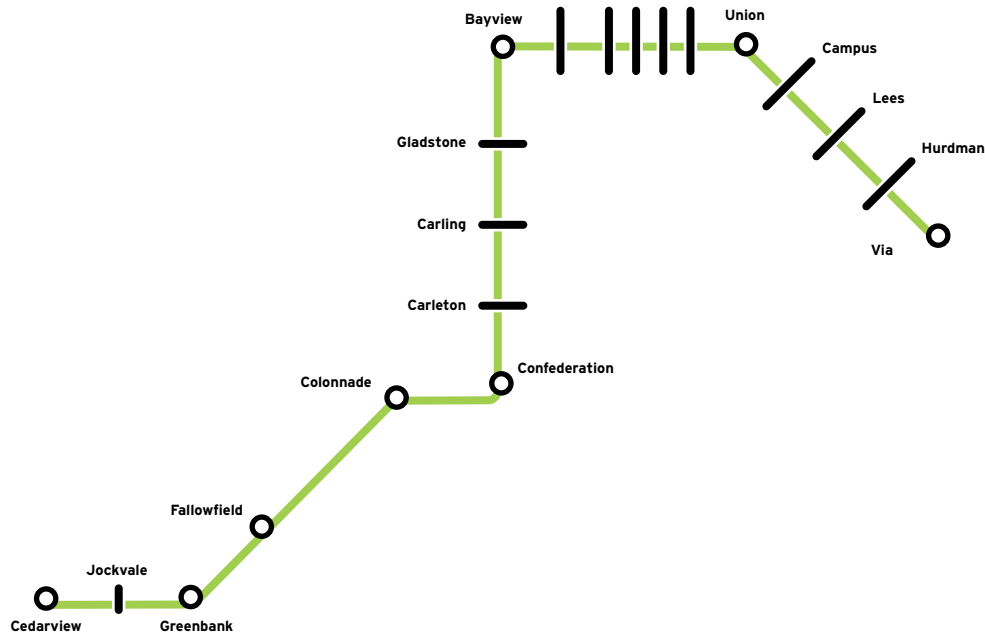 Union
Bayview
Campus
Lees
Gladstone
Hurdman
Carling
Via
Carleton
Confederation
Colonnade
Fallowfield
Jockvale
Cedarview
Greenbank